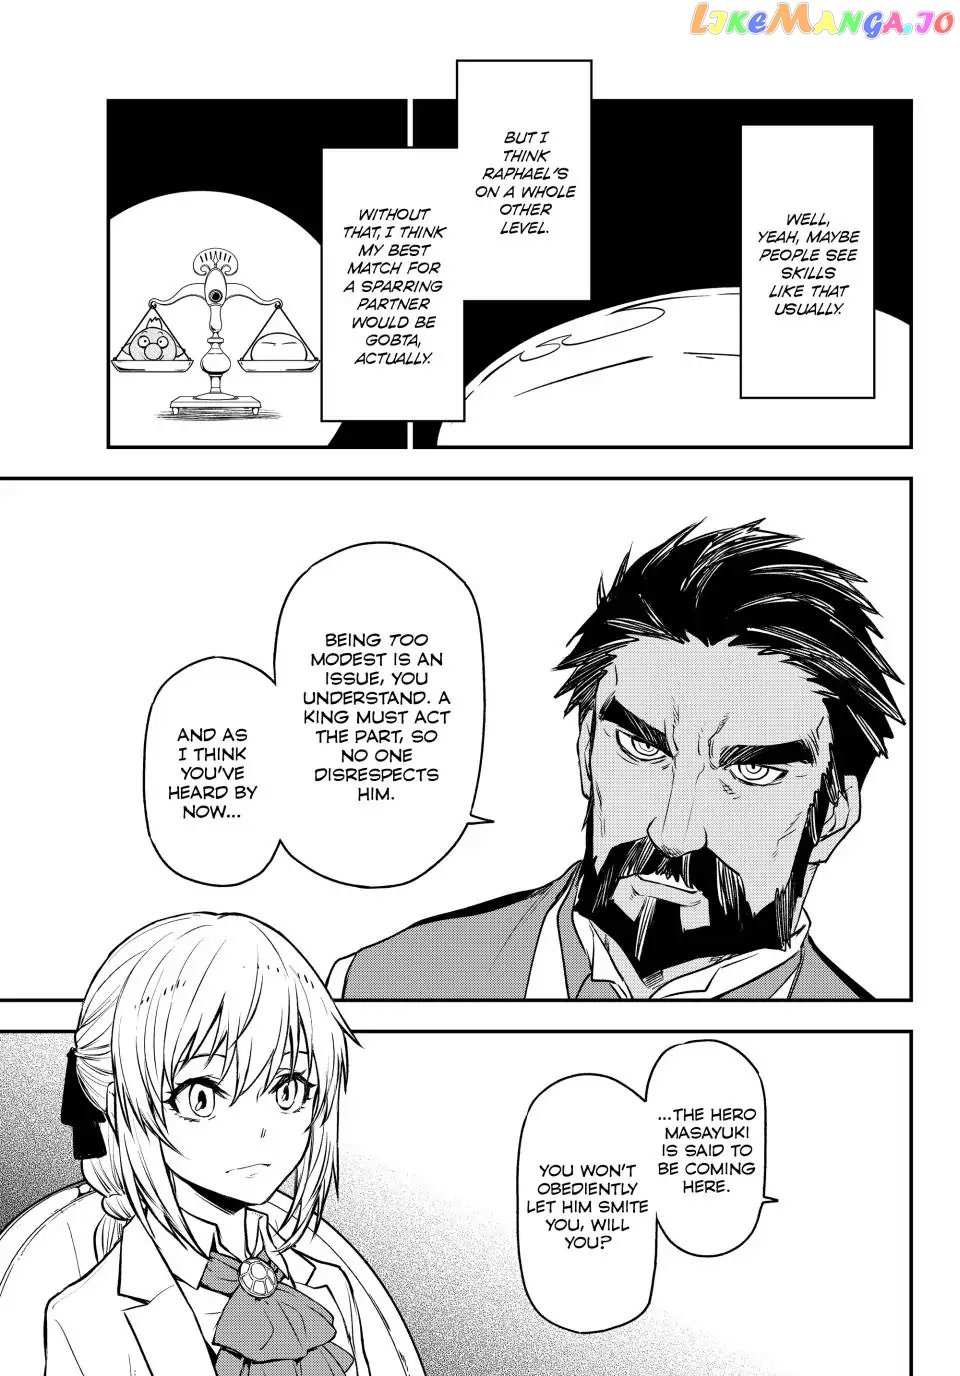 LIKEMANGA.IO
WELL,
YEAH, MAYBE
PEOPLE SEE
SKILLS
LIKE THAT
USUALLY.
BUT I
THINK
RAPHAEL'S
ON A WHOLE
OTHER
LEVEL.
WITHOUT
THAT, I THINK
MY BEST
MATCH FOR
A SPARRING
PARTNER
WOULD BE
GOBTA,
ACTUALLY.
BEING TOO
MODEST IS AN
ISSUE, YOU
UNDERSTAND. A
KING MUST ACT
THE PART, SO
NO ONE
DISRESPECTS
HIM.
AND AS
I THINK
YOU'VE
HEARD BY
NOW...
...THE HERO
MASAYUKI
IS SAID TO
BE COMING
HERE.
YOU WON'T
OBEDIENTLY
LET HIM SMITE
YOU, WILL
YOU?